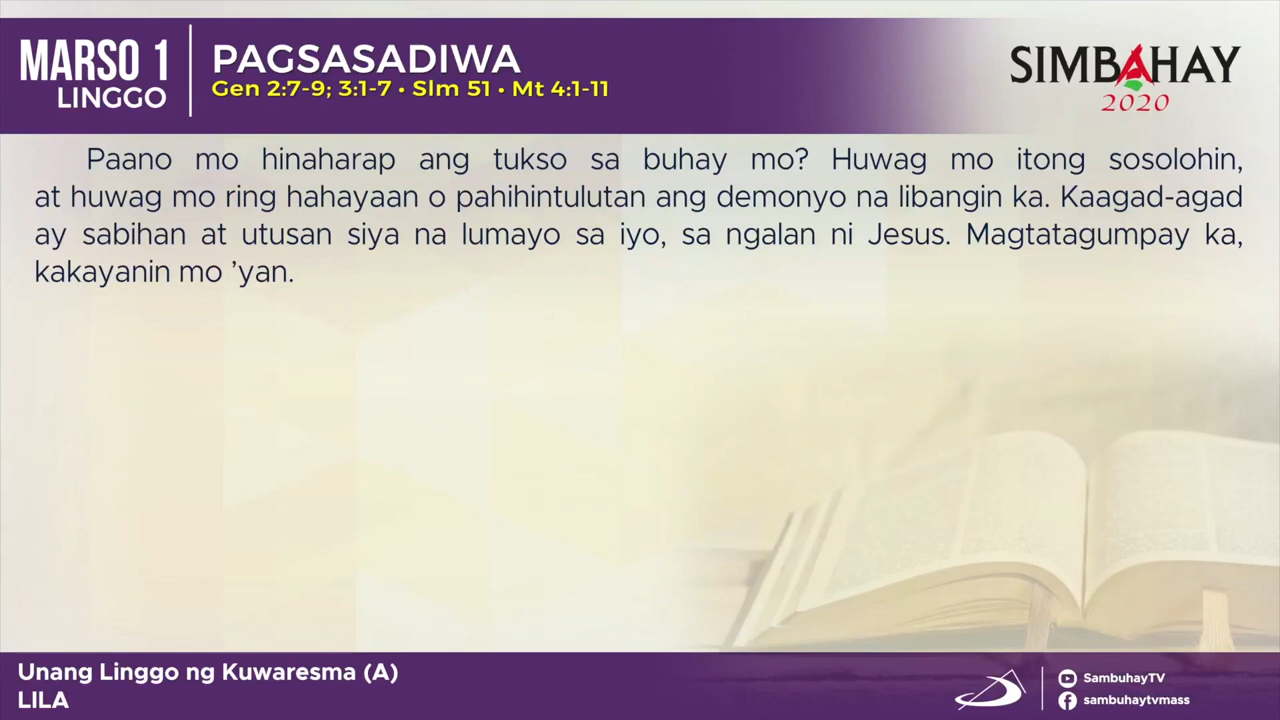 MARSO 1
LINGGO
PAGSASADIWA
Gen 2:7-9; 3:1-7 • Slm 51 • Mt 4:1-11
SIMBAHAY
2020
Paano mo hinaharap ang tukso sa buhay mo? Huwag mo itong sosolohin,
at huwag mo ring hahayaan o pahihintulutan ang demonyo na libangin ka. Kaagad-agad
ay sabihan at utusan siya na lumayo sa iyo, sa ngalan ni Jesus. Magtatagumpay ka,
kakayanin mo ’yan.
Unang Linggo ng Kuwaresma (A)
LILA
SambuhayTV
sambuhaytvmass